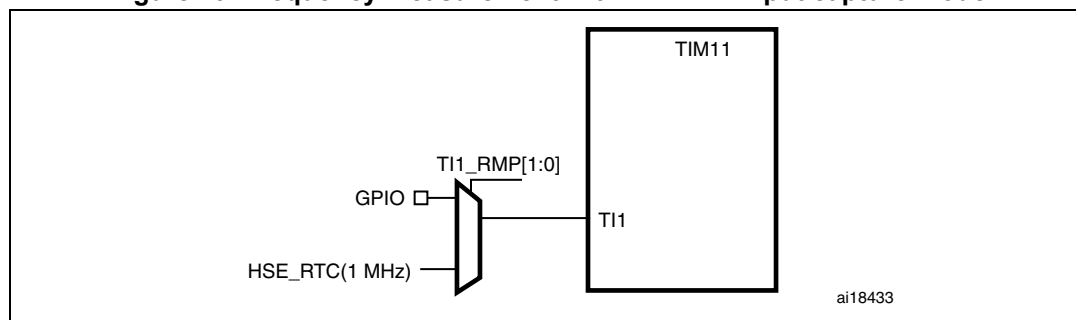 TIM11
TI1_RMP[1:0]
GPIO
TI1
HSE_RTC(1 MHz)
ai18433